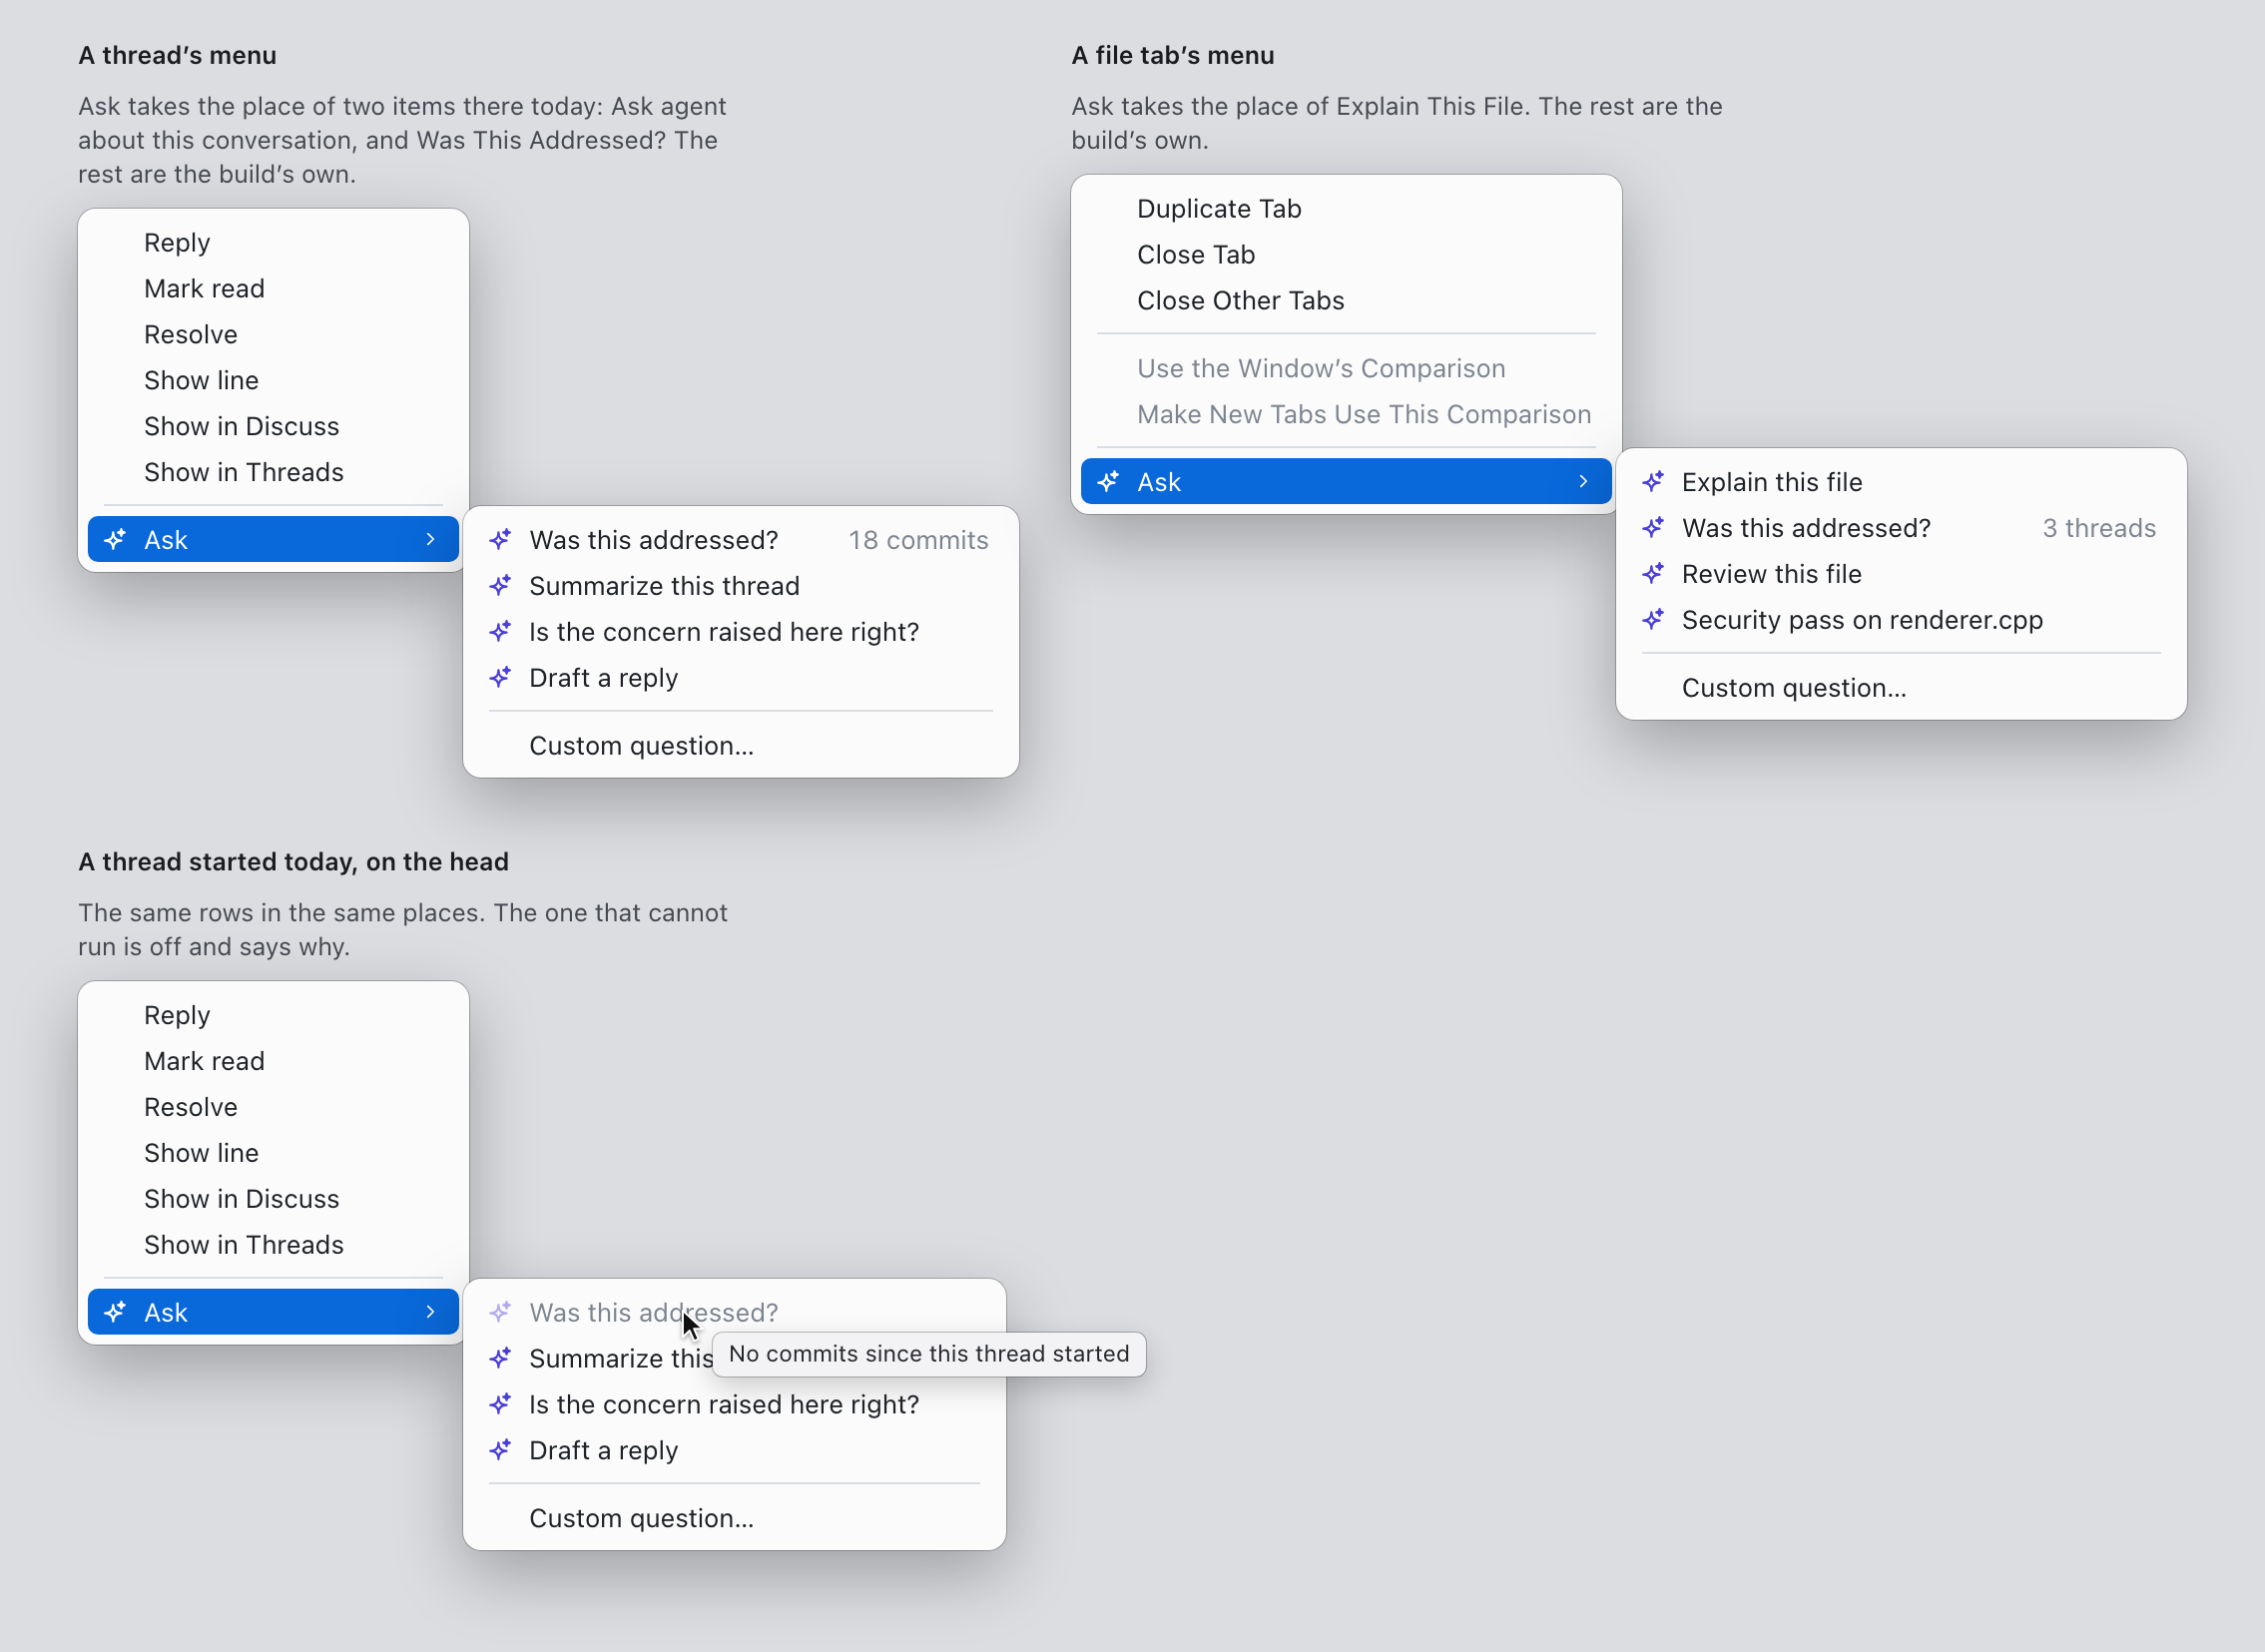 A thread’s menu
Ask takes the place of two items there today: Ask agent
about this conversation, and Was This Addressed? The
rest are the build’s own.
Reply
Mark read
Resolve
Show line
Show in Discuss
Show in Threads
Ask
Was this addressed? 18 commits
Summarize this thread
Is the concern raised here right?
Draft a reply
Custom question…
A file tab’s menu
Ask takes the place of Explain This File. The rest are the
build’s own.
Duplicate Tab
Close Tab
Close Other Tabs
Use the Window’s Comparison
Make New Tabs Use This Comparison
Ask
Explain this file
Was this addressed? 3 threads
Review this file
Security pass on renderer.cpp
Custom question…
A thread started today, on the head
The same rows in the same places. The one that cannot
run is off and says why.
Reply
Mark read
Resolve
Show line
Show in Discuss
Show in Threads
Ask
Was this addressed?
No commits since this thread started
Summarize this
Is the concern raised here right?
Draft a reply
Custom question…